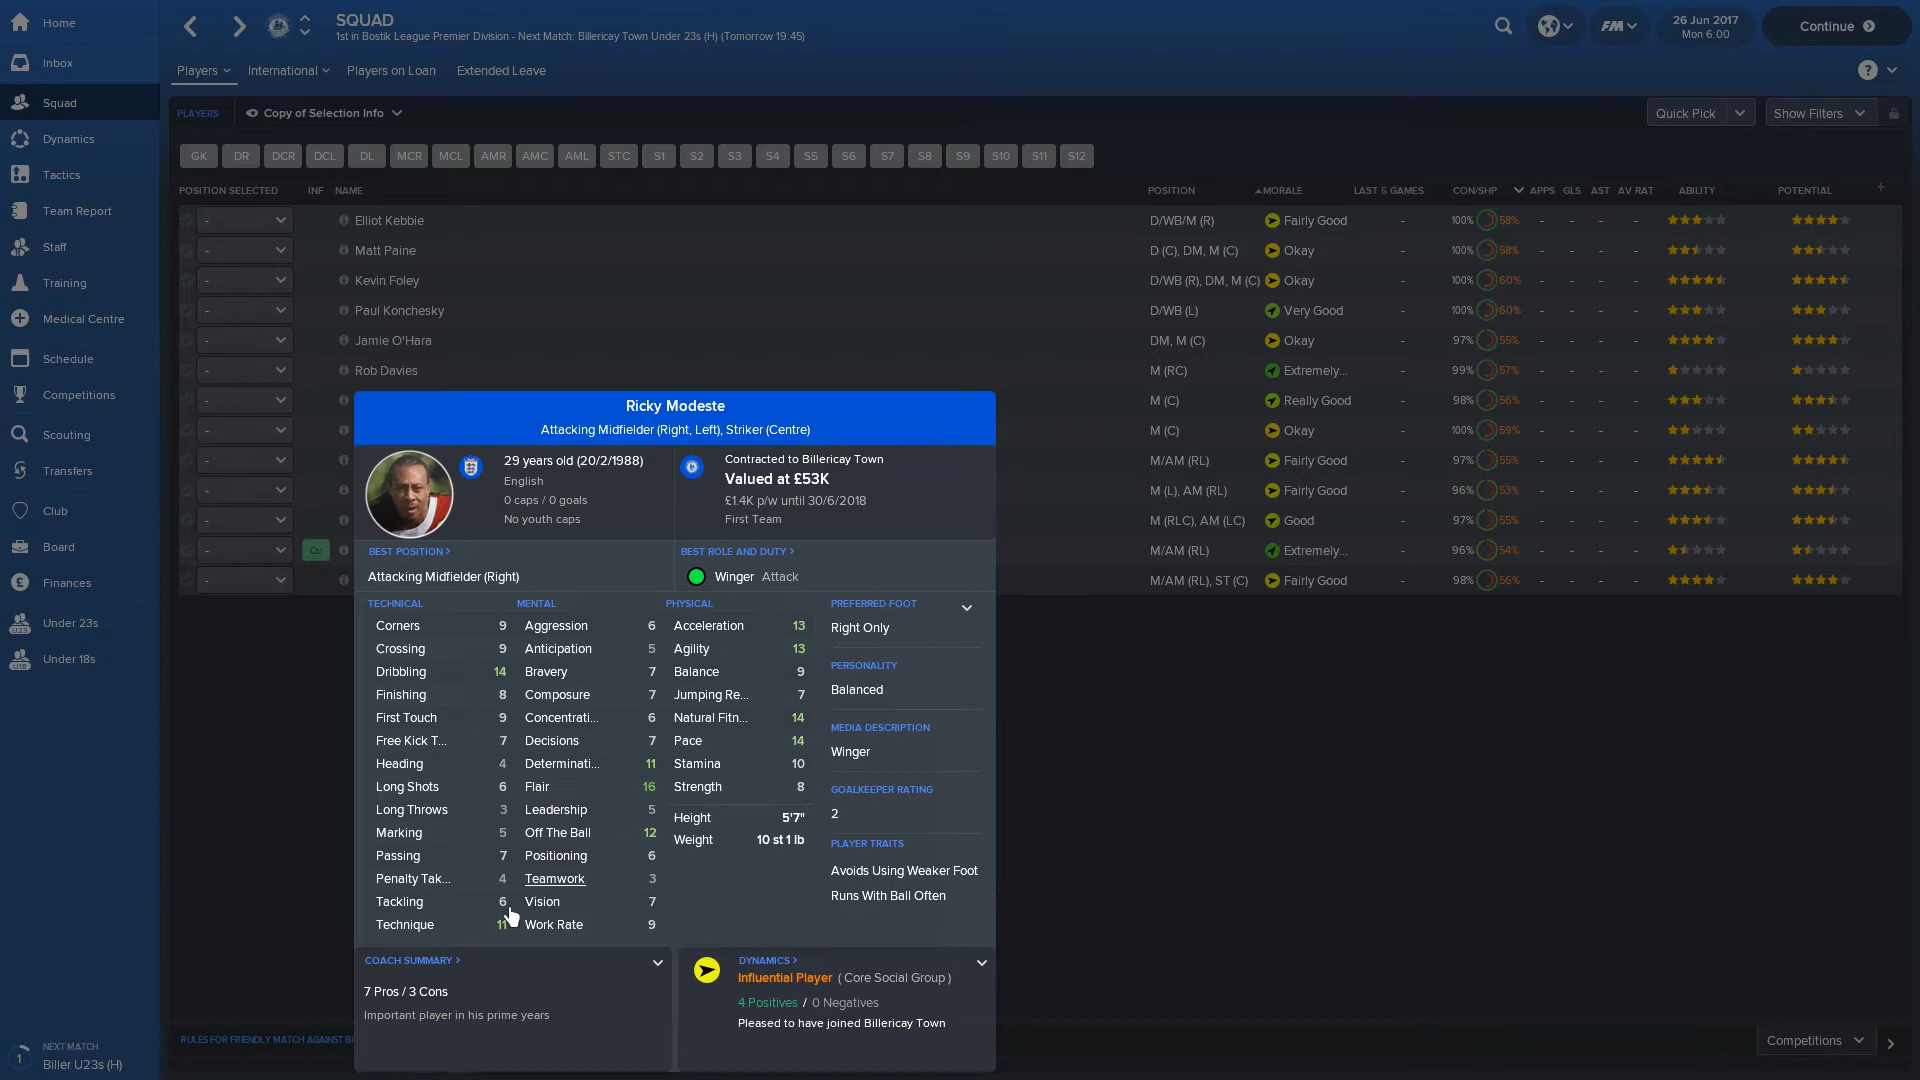 Home
Inbox
Squad
Dynamics
Tactics
Team Report
Staff
Training
Medical Centre
Schedule
Competitions
Scouting
Transfers
Club
Board
Finances
Under 23s
Under 18s
1 NEXT MATCH
Biller U23s (H)
SQUAD
1st in Bostik League Premier Division - Next Match: Billericay Town Under 23s (H) (Tomorrow 19:45)
FM
26 Jun 2017
Mon 6:00
Continue
Players International Players on Loan Extended Leave
?
PLAYERS Copy of Selection Info Quick Pick Show Filters
GK DR DCR DCL DL MCR MCL AMR AMC AML STC S1 S2 S3 S4 S5 S6 S7 S8 S9 S10 S11 S12
POSITION SELECTED INF NAME POSITION MORALE LAST 5 GAMES CON/SHP APPS GLS AST AV RAT ABILITY POTENTIAL +
- Elliot Kebbie D/WB/M (R) Fairly Good - 100% 58% - - - -
- Matt Paine D (C), DM, M (C) Okay - 100% 58% - - - -
- Kevin Foley D/WB (R), DM, M (C) Okay - 100% 60% - - - -
- Paul Konchesky D/WB (L) Very Good - 100% 60% - - - -
- Jamie O'Hara DM, M (C) Okay - 97% 55% - - - -
- Rob Davies M (RC) Extremely... - 99% 57% - - - -
- M (C) Really Good - 98% 56% - - - -
- M (C) Okay - 100% 59% - - - -
- M/AM (RL) Fairly Good - 97% 55% - - - -
- M (L), AM (RL) Fairly Good - 96% 53% - - - -
- M (RLC), AM (LC) Good - 97% 55% - - - -
- Ctr M/AM (RL) Extremely... - 96% 54% - - - -
- M/AM (RL), ST (C) Fairly Good - 98% 56% - - - -
Ricky Modeste
Attacking Midfielder (Right, Left), Striker (Centre)
29 years old (20/2/1988)
English
0 caps / 0 goals
No youth caps
Contracted to Billericay Town
Valued at £53K
£1.4K p/w until 30/6/2018
First Team
BEST POSITION >
Attacking Midfielder (Right)
BEST ROLE AND DUTY >
Winger Attack
TECHNICAL
Corners 9
Crossing 9
Dribbling 14
Finishing 8
First Touch 9
Free Kick T... 7
Heading 4
Long Shots 6
Long Throws 3
Marking 5
Passing 7
Penalty Tak... 4
Tackling 6
Technique 11
MENTAL
Aggression 6
Anticipation 5
Bravery 7
Composure 7
Concentrati... 6
Decisions 7
Determinati... 11
Flair 16
Leadership 5
Off The Ball 12
Positioning 6
Teamwork 3
Vision 7
Work Rate 9
PHYSICAL
Acceleration 13
Agility 13
Balance 9
Jumping Re... 7
Natural Fitn... 14
Pace 14
Stamina 10
Strength 8
Height 5'7"
Weight 10 st 1 lb
PREFERRED FOOT
Right Only
PERSONALITY
Balanced
MEDIA DESCRIPTION
Winger
GOALKEEPER RATING
2
PLAYER TRAITS
Avoids Using Weaker Foot
Runs With Ball Often
COACH SUMMARY >
7 Pros / 3 Cons
Important player in his prime years
DYNAMICS >
Influential Player ( Core Social Group )
4 Positives / 0 Negatives
Pleased to have joined Billericay Town
RULES FOR FRIENDLY MATCH AGAINST BI
Competitions